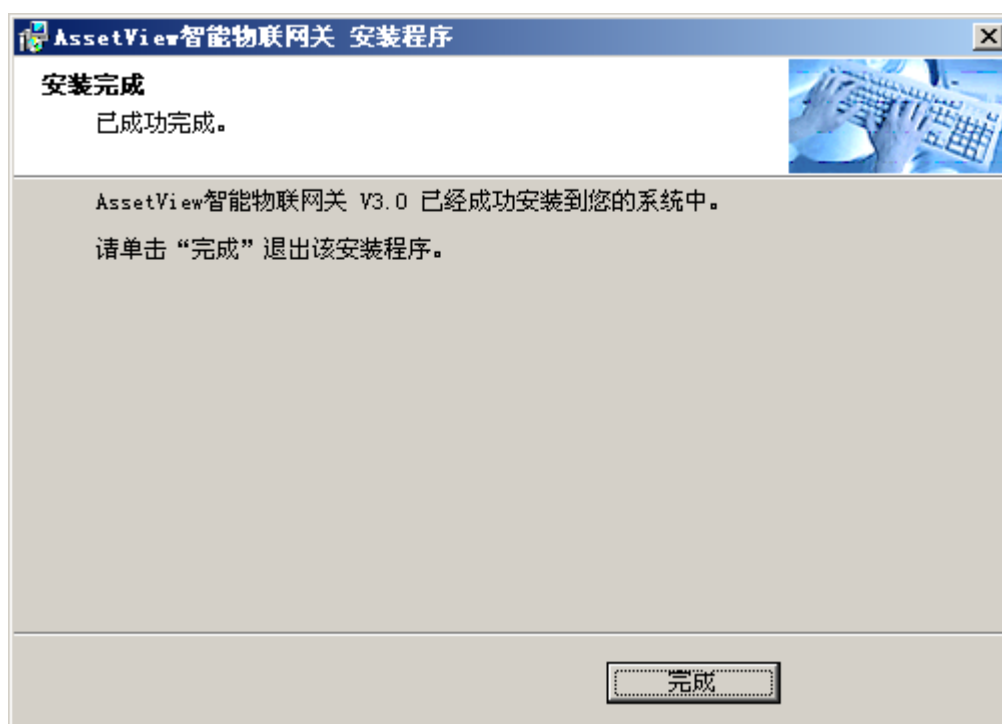 AssetView智能物联网关 安装程序
安装完成
已成功完成。
AssetView智能物联网关 V3.0 已经成功安装到您的系统中。
请单击“完成”退出该安装程序。
完成